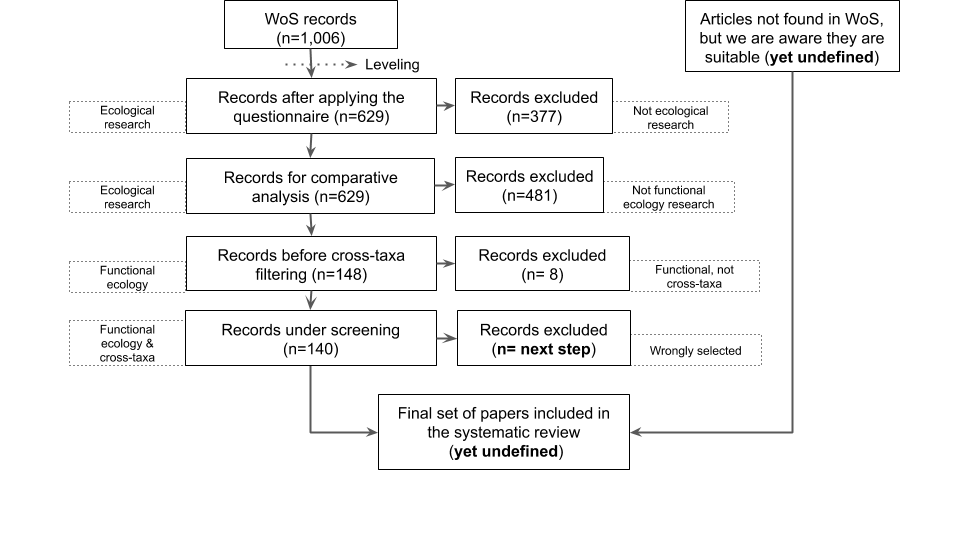 WoS records
(n=1,006)
Articles not found in WoS,
but we are aware they are
suitable (yet undefined)
Leveling
Ecological
research
Records after applying the
questionnaire (n=629)
Records excluded
(n=377)
Not ecological
research
Ecological
research
Records for comparative
analysis (n=629)
Records excluded
(n=481)
Not functional
ecology research
Functional
ecology
Records before cross-taxa
filtering (n=148)
Records excluded
(n= 8)
Functional, not
cross-taxa
Functional
ecology &
cross-taxa
Records under screening
(n=140)
Records excluded
(n= next step)
Wrongly selected
Final set of papers included in
the systematic review
(yet undefined)